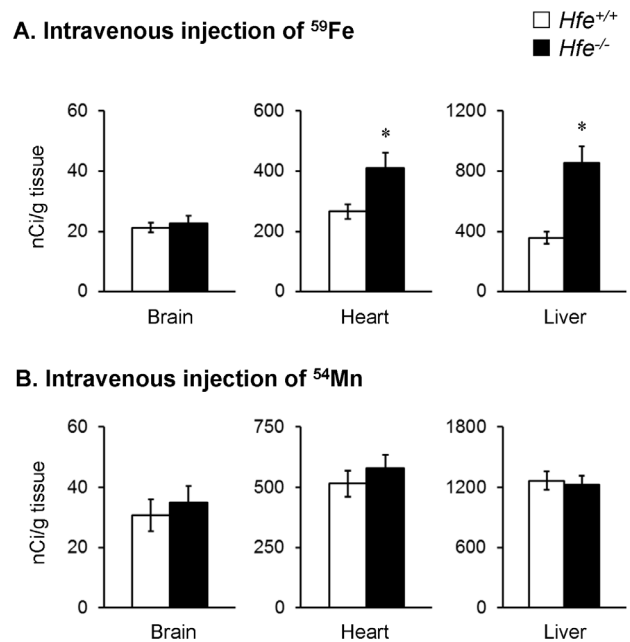 A. Intravenous injection of ⁵⁹Fe
Hfe⁺/⁺
Hfe⁻/⁻
nCi/g tissue
60
40
20
0
Brain
600
400
200
0
*
Heart
1200
800
400
0
*
Liver
B. Intravenous injection of ⁵⁴Mn
nCi/g tissue
60
40
20
0
Brain
750
500
250
0
Heart
1800
1200
600
0
Liver